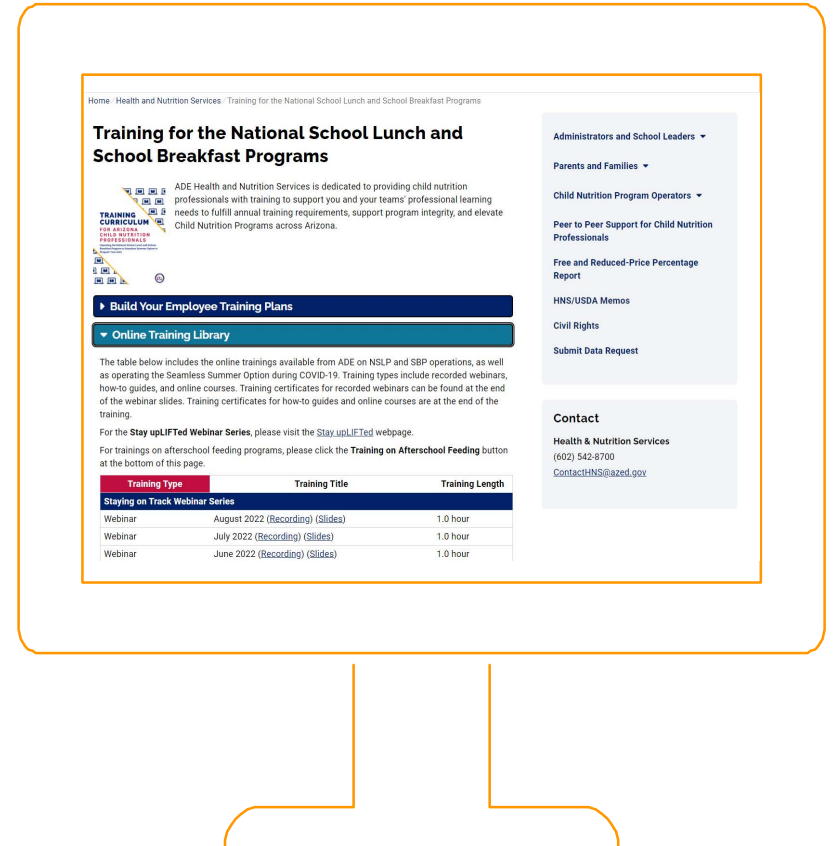 Home / Health and Nutrition Services / Training for the National School Lunch and School Breakfast Programs
Training for the National School Lunch and
School Breakfast Programs
TRAINING
CURRICULUM
FOR ARIZONA
CHILD NUTRITION
PROFESSIONALS
ADE Health and Nutrition Services is dedicated to providing child nutrition
professionals with training to support you and your teams' professional learning
needs to fulfill annual training requirements, support program integrity, and elevate
Child Nutrition Programs across Arizona.
Build Your Employee Training Plans
Online Training Library
The table below includes the online trainings available from ADE on NSLP and SBP operations, as well
as operating the Seamless Summer Option during COVID-19. Training types include recorded webinars,
how-to guides, and online courses. Training certificates for recorded webinars can be found at the end
of the webinar slides. Training certificates for how-to guides and online courses are at the end of the
training.
For the Stay upLIFTed Webinar Series, please visit the Stay upLIFTed webpage.
For trainings on afterschool feeding programs, please click the Training on Afterschool Feeding button
at the bottom of this page.
Training Type Training Title Training Length
Staying on Track Webinar Series
Webinar August 2022 (Recording) (Slides) 1.0 hour
Webinar July 2022 (Recording) (Slides) 1.0 hour
Webinar June 2022 (Recording) (Slides) 1.0 hour
Administrators and School Leaders
Parents and Families
Child Nutrition Program Operators
Peer to Peer Support for Child Nutrition
Professionals
Free and Reduced-Price Percentage
Report
HNS/USDA Memos
Civil Rights
Submit Data Request
Contact
Health & Nutrition Services
(602) 542-8700
ContactHNS@azed.gov